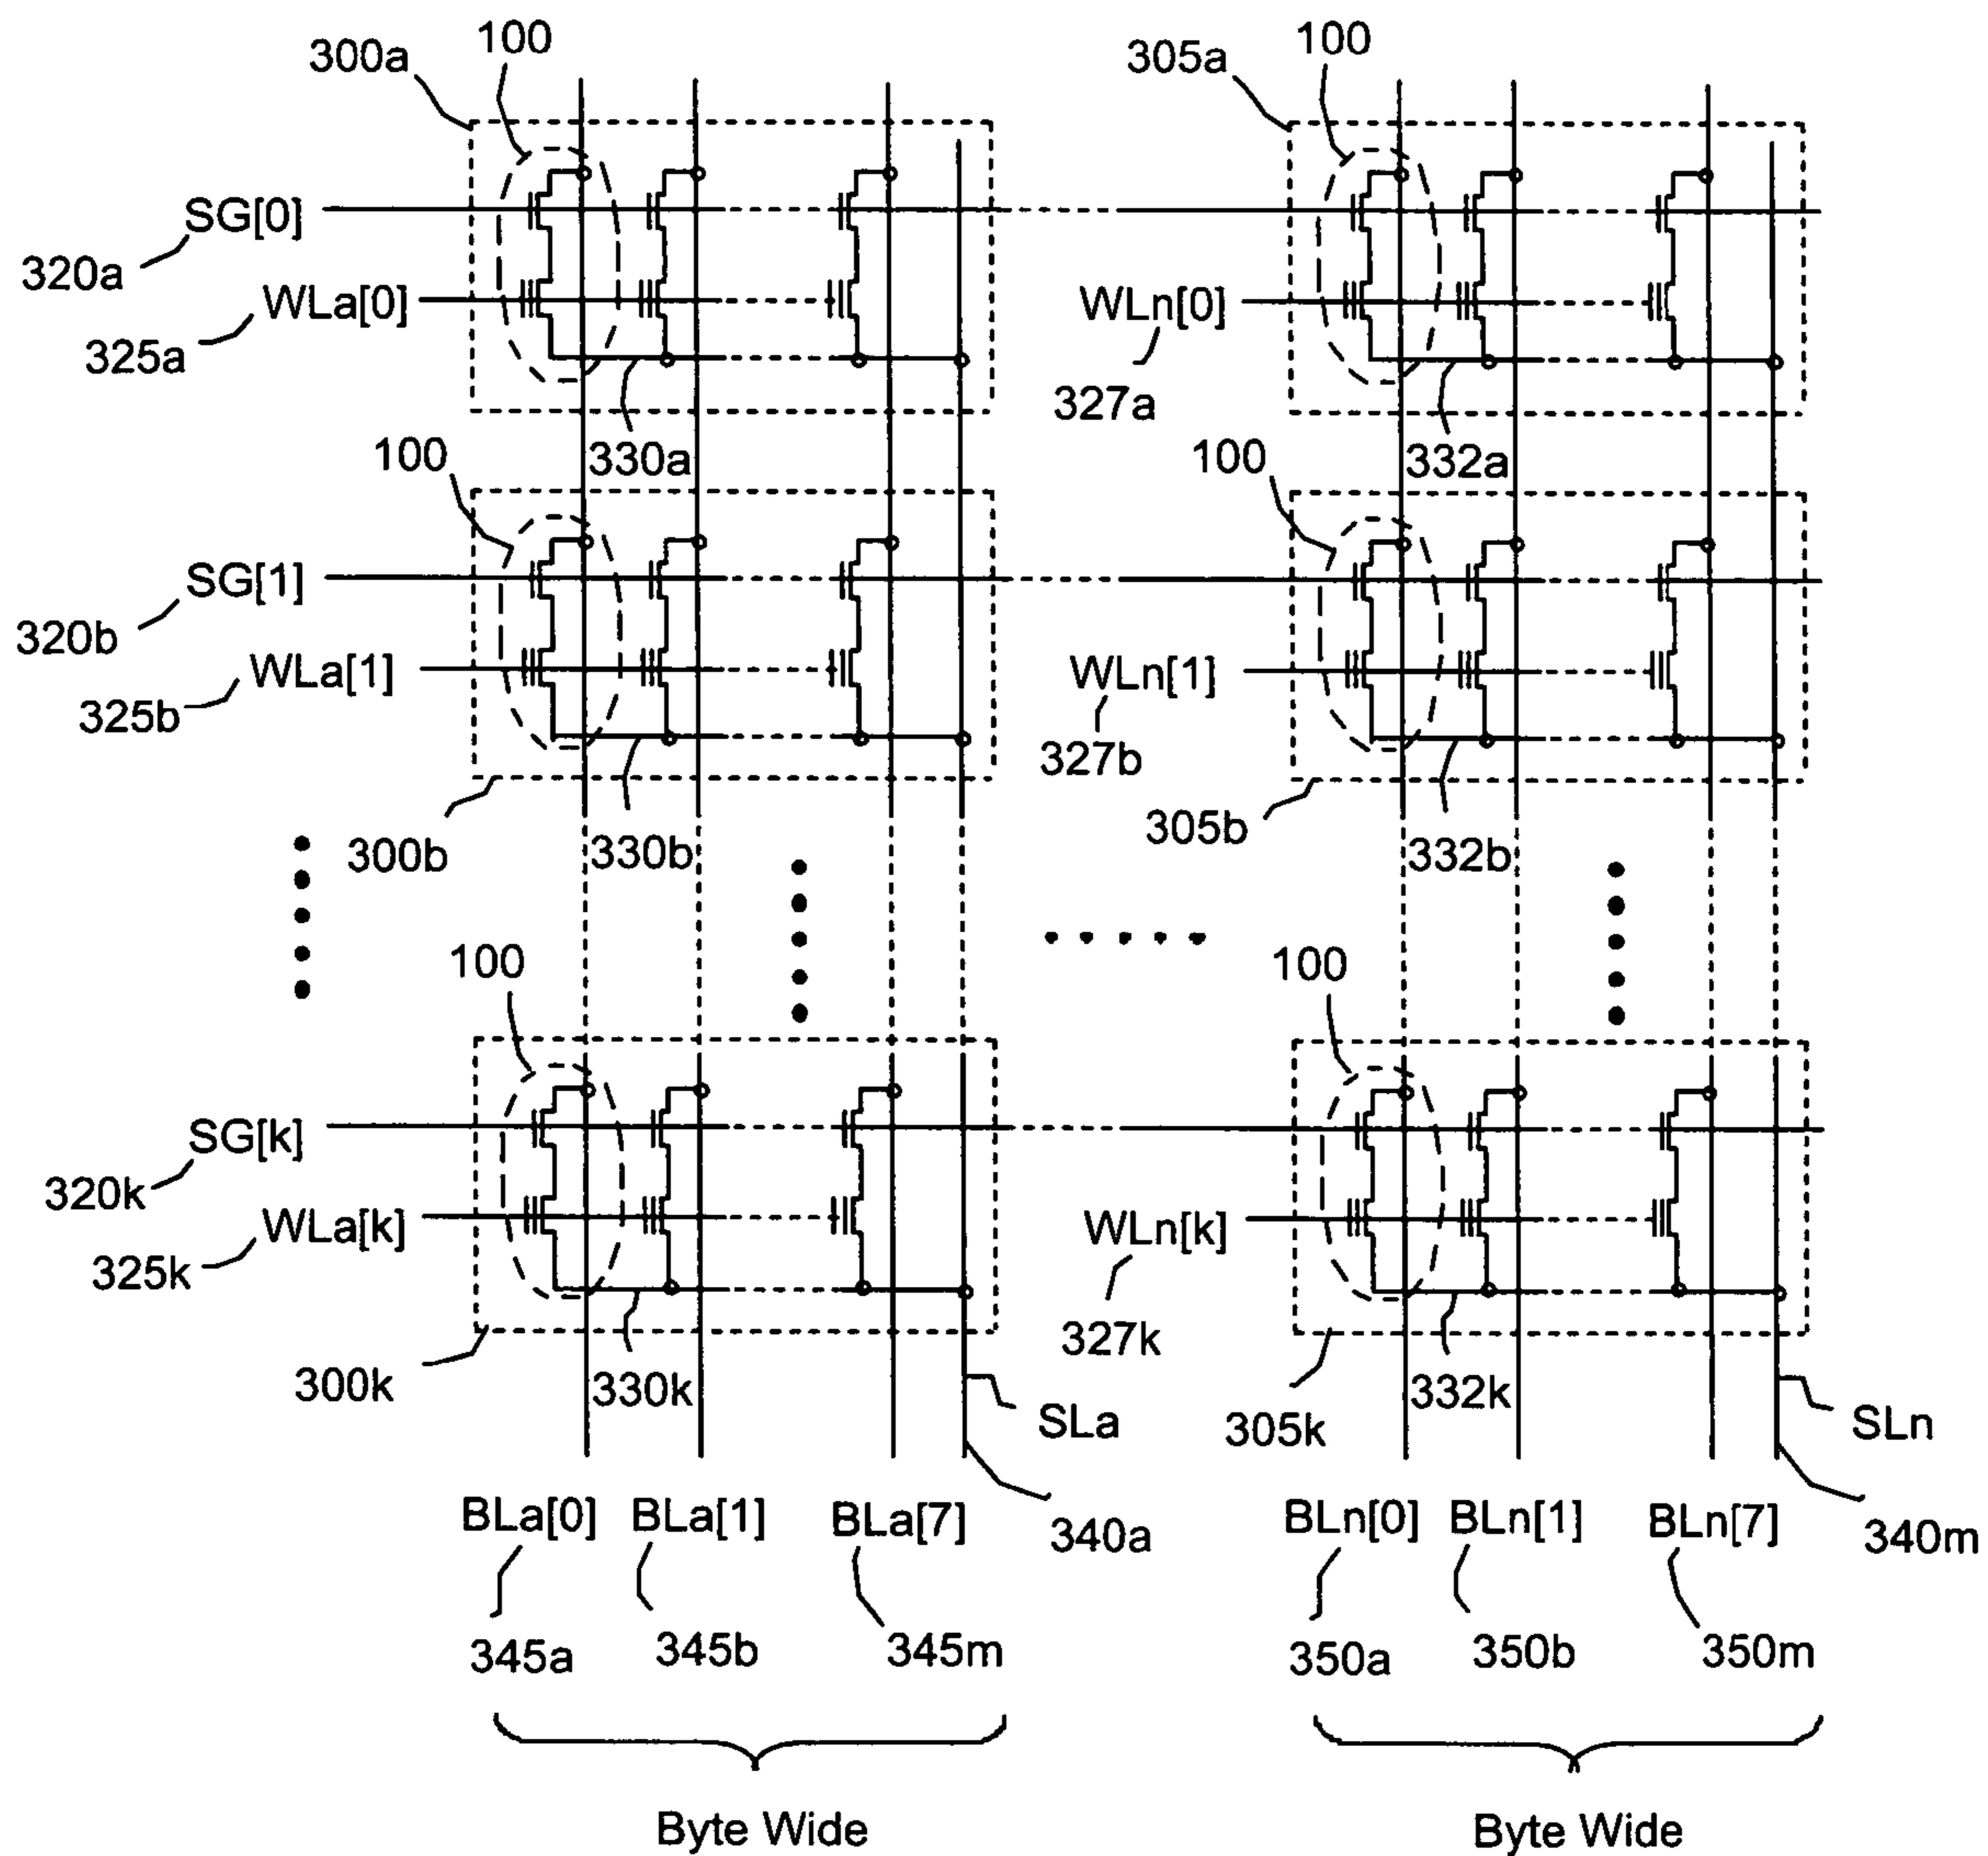 100
300a
100
305a
SG[0]
320a
WLa[0]
325a
WLn[0]
327a
330a
332a
100
100
SG[1]
320b
WLa[1]
325b
WLn[1]
327b
300b
330b
305b
332b
100
100
SG[k]
320k
WLa[k]
325k
WLn[k]
327k
300k
330k
SLa
305k
332k
SLn
BLa[0] BLa[1] BLa[7]
340a
BLn[0] BLn[1] BLn[7]
340m
345a 345b 345m
350a 350b 350m
Byte Wide
Byte Wide